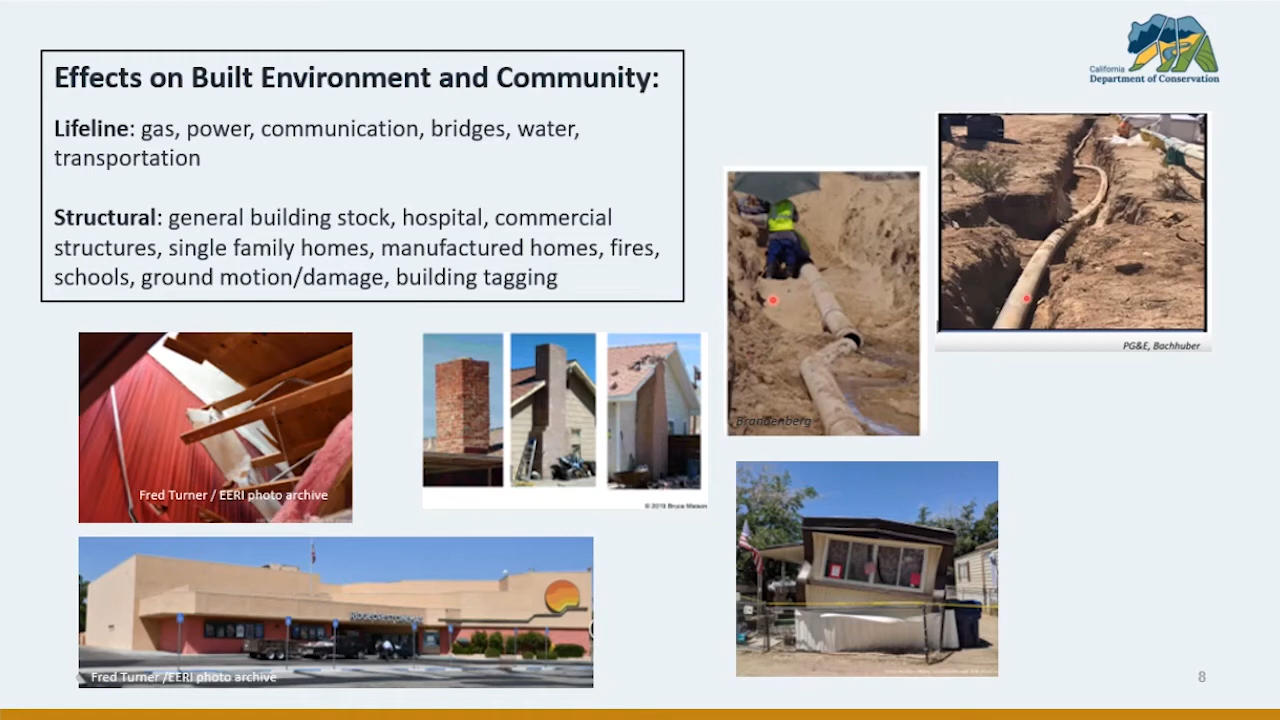 California
Department of Conservation
Effects on Built Environment and Community:
Lifeline: gas, power, communication, bridges, water,
transportation
Structural: general building stock, hospital, commercial
structures, single family homes, manufactured homes, fires,
schools, ground motion/damage, building tagging
PG&E, Bachhuber
Brandenberg
Fred Turner / EERI photo archive
© 2019 Bruce Maison
Fred Turner /EERI photo archive
8